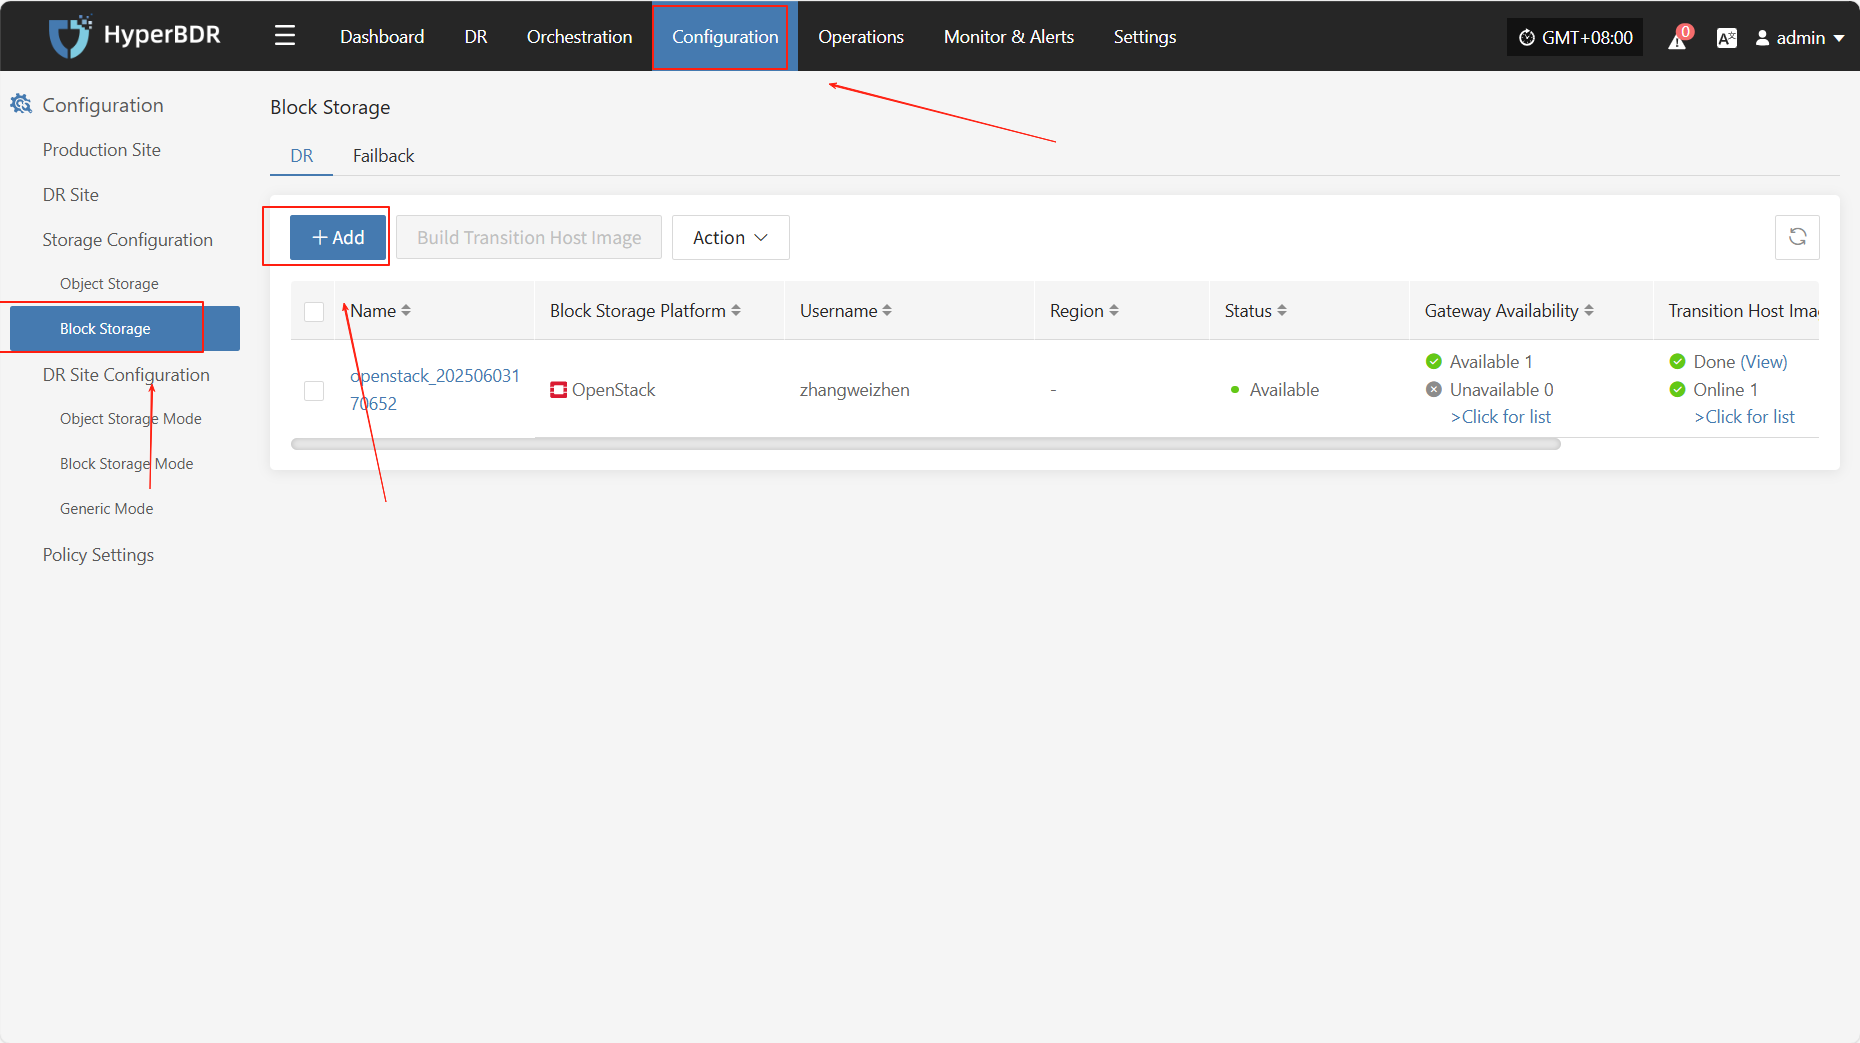 HyperBDR
Dashboard
DR
Orchestration
Configuration
Operations
Monitor & Alerts
Settings
GMT+08:00
0
admin
Configuration
Production Site
DR Site
Storage Configuration
Object Storage
Block Storage
DR Site Configuration
Object Storage Mode
Block Storage Mode
Generic Mode
Policy Settings
Block Storage
DR
Failback
+ Add
Build Transition Host Image
Action
Name
Block Storage Platform
Username
Region
Status
Gateway Availability
Transition Host Ima
openstack_202506031
70652
OpenStack
zhangweizhen
-
Available
Available 1
Unavailable 0
>Click for list
Done (View)
Online 1
>Click for list